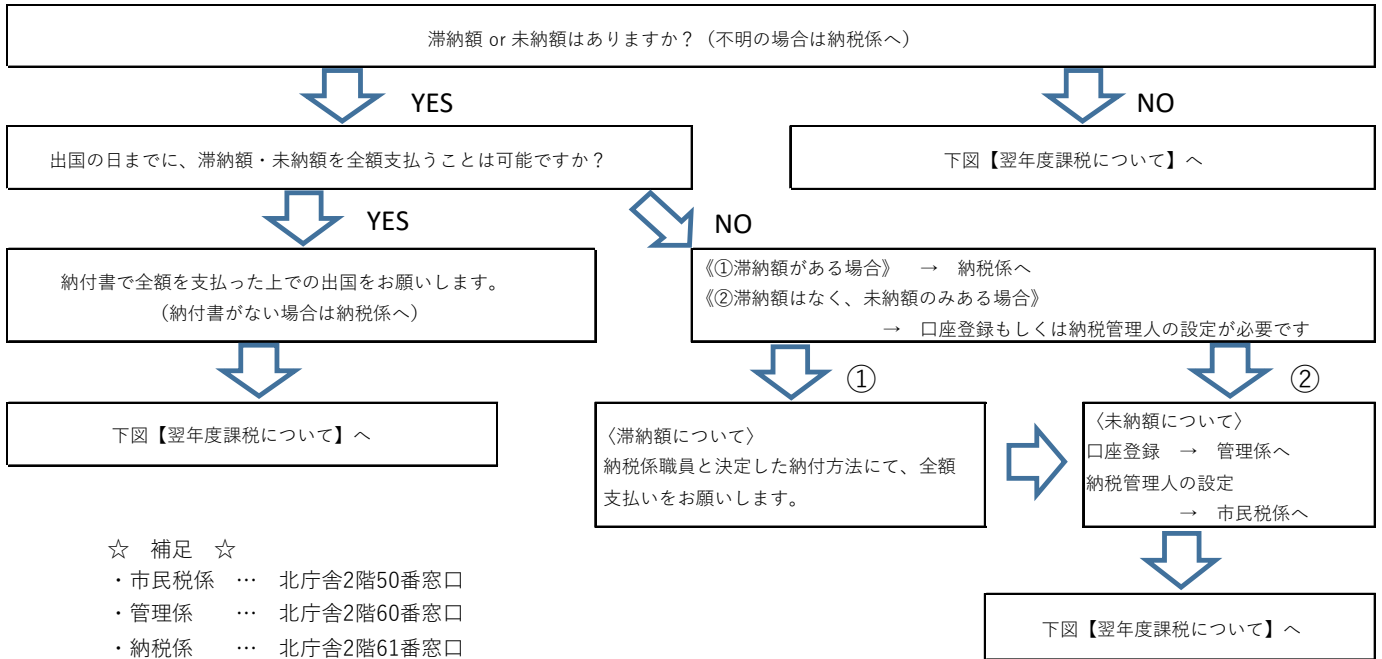 滞納額 or 未納額はありますか？（不明の場合は納税係へ）
YES
NO
出国の日までに、滞納額・未納額を全額支払うことは可能ですか？
下図【翌年度課税について】へ
YES
NO
納付書で全額を支払った上での出国をお願いします。
（納付書がない場合は納税係へ）
《①滞納額がある場合》　→　納税係へ
《②滞納額はなく、未納額のみある場合》
→　口座登録もしくは納税管理人の設定が必要です
①
②
下図【翌年度課税について】へ
〈滞納額について〉
納税係職員と決定した納付方法にて、全額
支払いをお願いします。
〈未納額について〉
口座登録　→　管理係へ
納税管理人の設定
→　市民税係へ
☆　補足　☆
・市民税係　…　北庁舎2階50番窓口
・管理係　　…　北庁舎2階60番窓口
・納税係　　…　北庁舎2階61番窓口
下図【翌年度課税について】へ